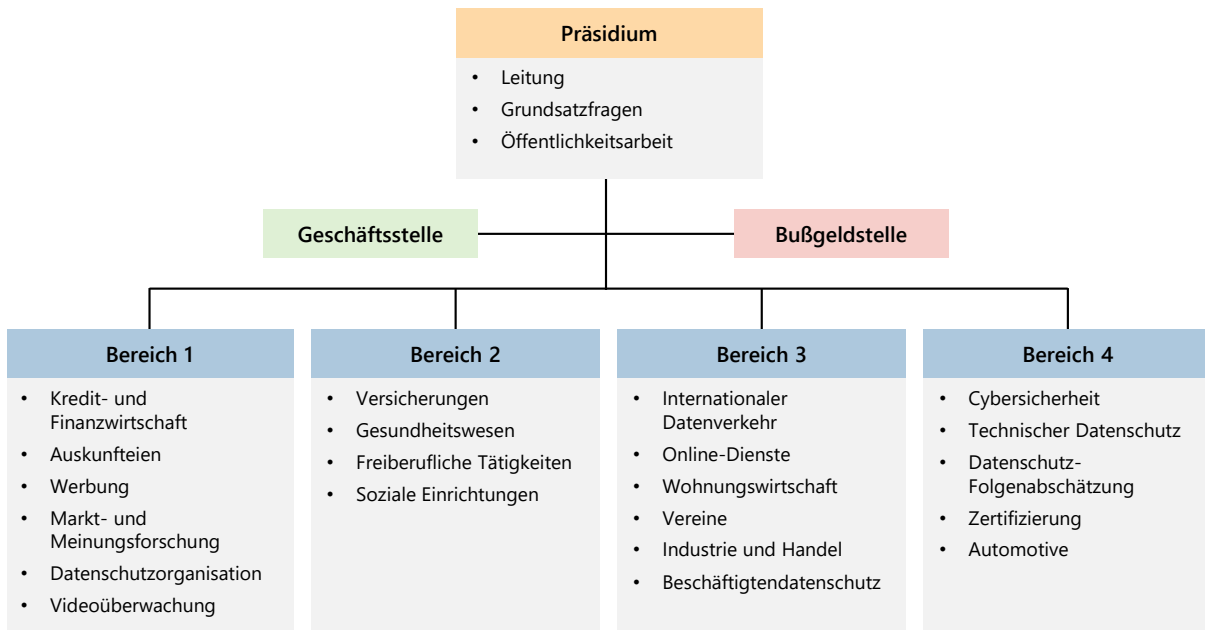 Präsidium
• Leitung
• Grundsatzfragen
• Öffentlichkeitsarbeit
Geschäftsstelle
Bußgeldstelle
Bereich 1
• Kredit- und
Finanzwirtschaft
• Auskunfteien
• Werbung
• Markt- und
Meinungsforschung
• Datenschutzorganisation
• Videoüberwachung
Bereich 2
• Versicherungen
• Gesundheitswesen
• Freiberufliche Tätigkeiten
• Soziale Einrichtungen
Bereich 3
• Internationaler
Datenverkehr
• Online-Dienste
• Wohnungswirtschaft
• Vereine
• Industrie und Handel
• Beschäftigtendatenschutz
Bereich 4
• Cybersicherheit
• Technischer Datenschutz
• Datenschutz-
Folgenabschätzung
• Zertifizierung
• Automotive